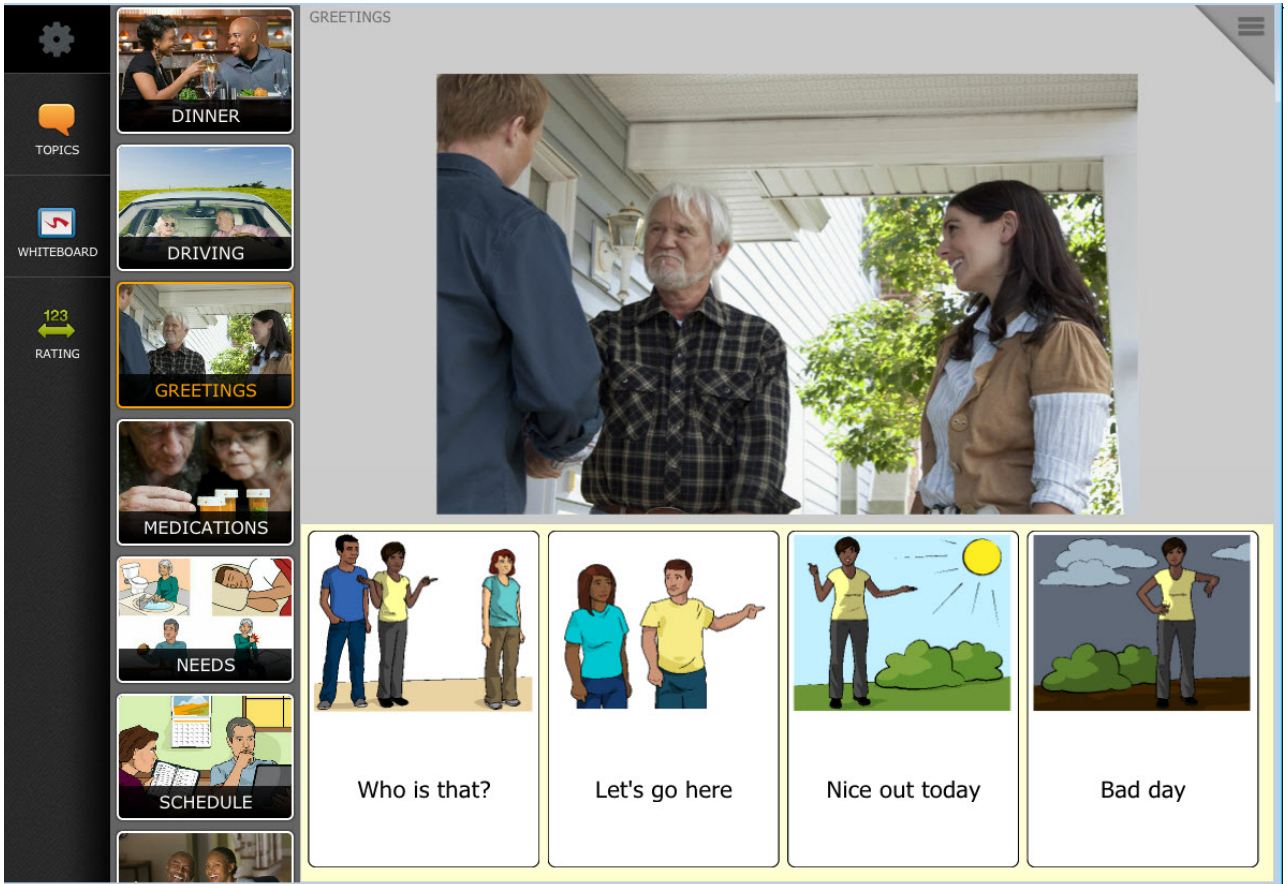 TOPICS
WHITEBOARD
123
RATING
DINNER
DRIVING
GREETINGS
MEDICATIONS
NEEDS
SCHEDULE
GREETINGS
Who is that?
Let's go here
Nice out today
Bad day